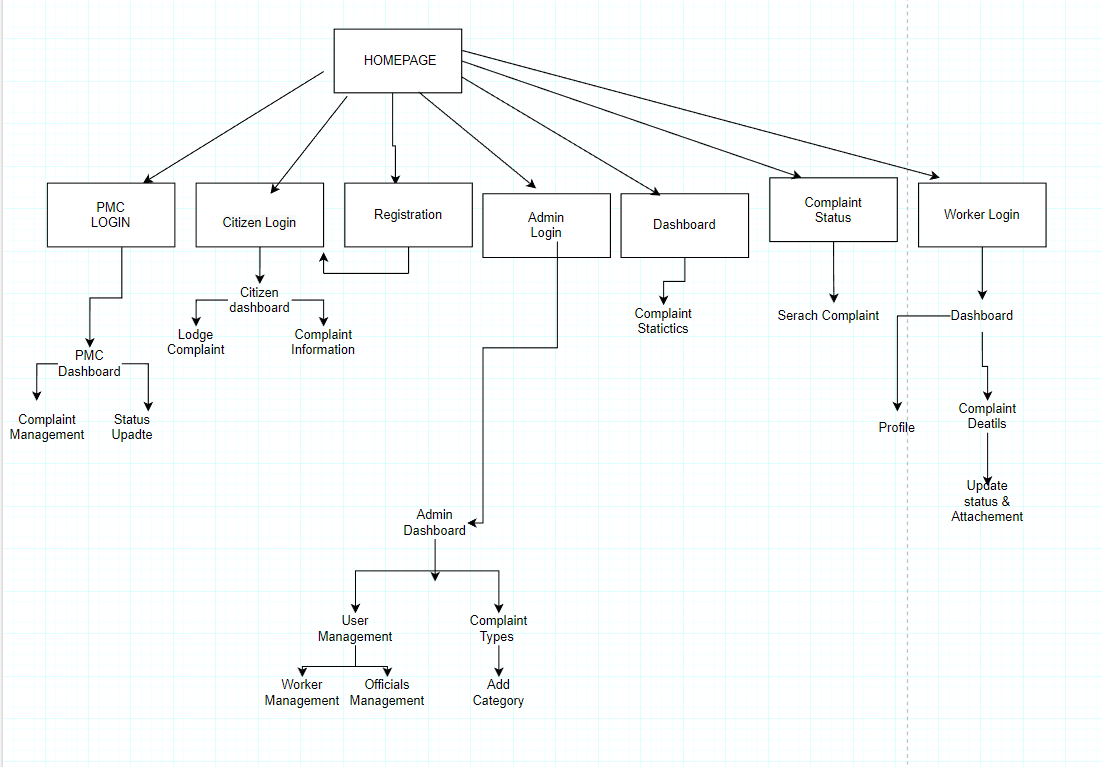 HOMEPAGE
PMC
LOGIN
Citizen Login
Registration
Admin
Login
Dashboard
Complaint
Status
Worker Login
Citizen
dashboard
Lodge
Complaint
Complaint
Information
Complaint
Statictics
Serach Complaint
Dashboard
PMC
Dashboard
Complaint
Management
Status
Upadte
Profile
Complaint
Deatils
Update
status &
Attachement
Admin
Dashboard
User
Management
Complaint
Types
Worker
Management
Officials
Management
Add
Category